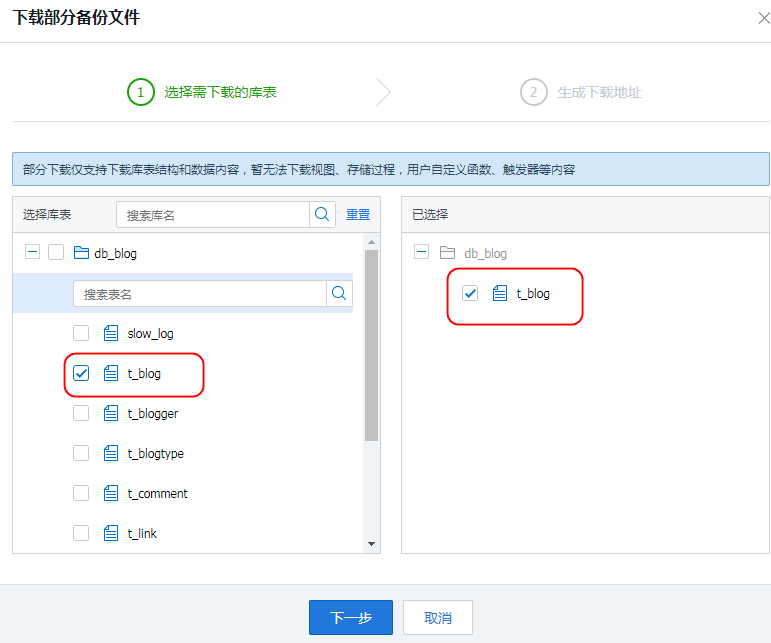 下载部分备份文件
1 选择需下载的库表
2 生成下载地址
部分下载仅支持下载库表结构和数据内容，暂无法下载视图、存储过程，用户自定义函数、触发器等内容
选择库表 搜索库名 重置
db_blog
搜索表名
slow_log
t_blog
t_blogger
t_blogtype
t_comment
t_link
已选择
db_blog
t_blog
下一步 取消